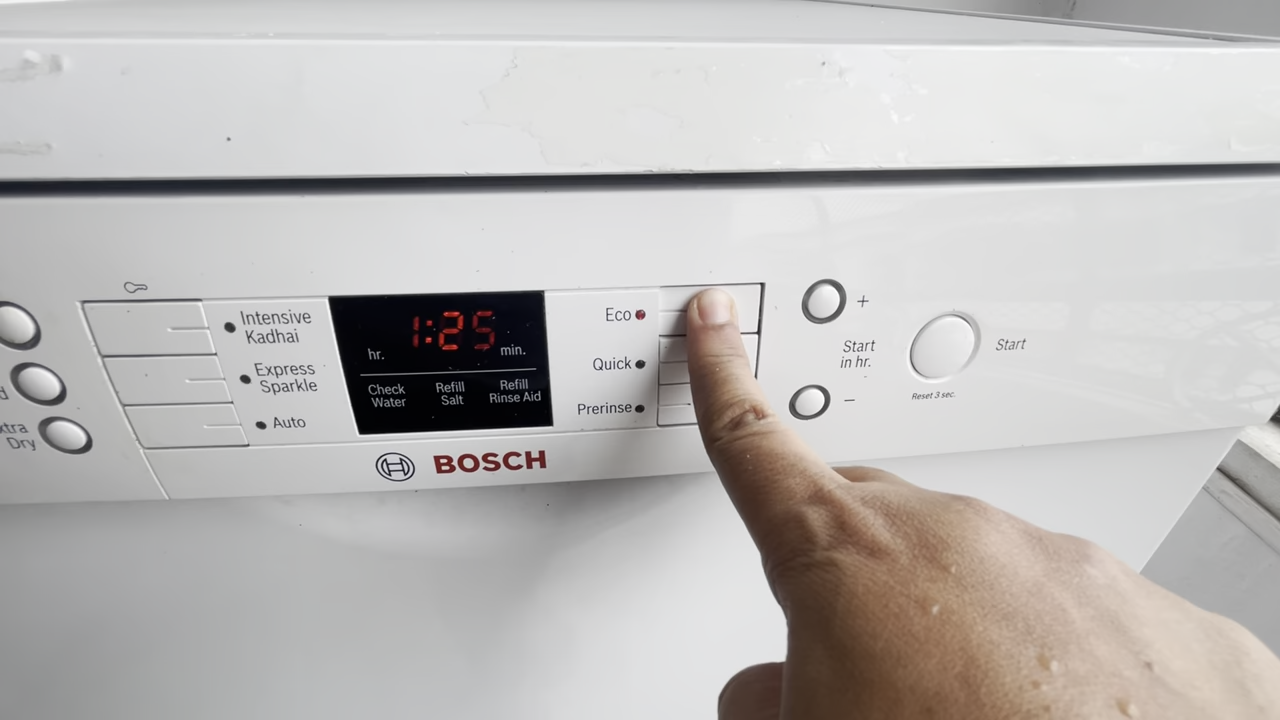 Intensive
Kadhai
Express
Sparkle
Auto
Dry
1:25
hr.
min.
Check
Water
Refill
Salt
Refill
Rinse Aid
Eco
Quick
Prerinse
+
Start
in hr.
−
Start
Reset 3 sec.
BOSCH